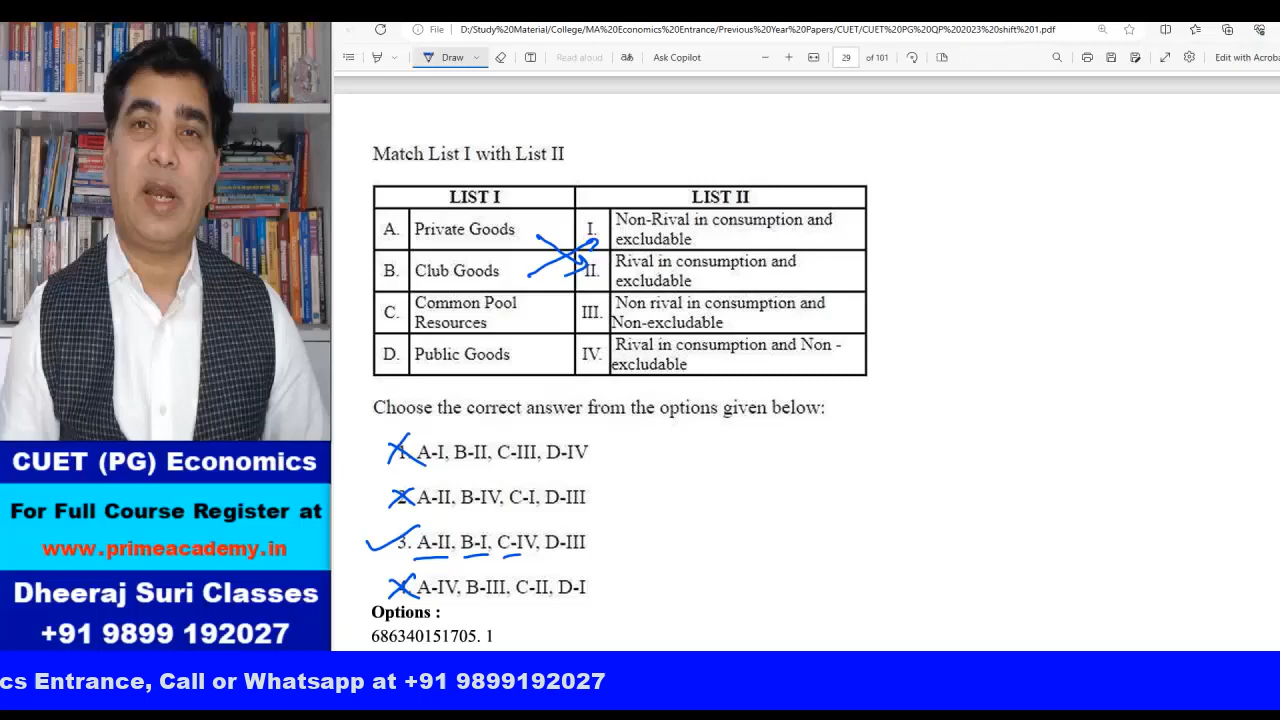 File
D:/Study%20Material/College/MA%20Economics%20Entrance/Previous%20Year%20Papers/CUET/CUET%20PG%20QP%202023%20shift%201.pdf
Draw
Read aloud
Ask Copilot
29 of 101
Edit with Acroba
Match List I with List II
LIST I LIST II
A. Private Goods I. Non-Rival in consumption and
excludable
B. Club Goods II. Rival in consumption and
excludable
C. Common Pool
Resources
III. Non rival in consumption and
Non-excludable
D. Public Goods IV. Rival in consumption and Non -
excludable
Choose the correct answer from the options given below:
1. A-I, B-II, C-III, D-IV
2. A-II, B-IV, C-I, D-III
3. A-II, B-I, C-IV, D-III
A-IV, B-III, C-II, D-I
Options :
686340151705. 1
CUET (PG) Economics
For Full Course Register at
www.primeacademy.in
Dheeraj Suri Classes
+91 9899 192027
cs Entrance, Call or Whatsapp at +91 9899192027